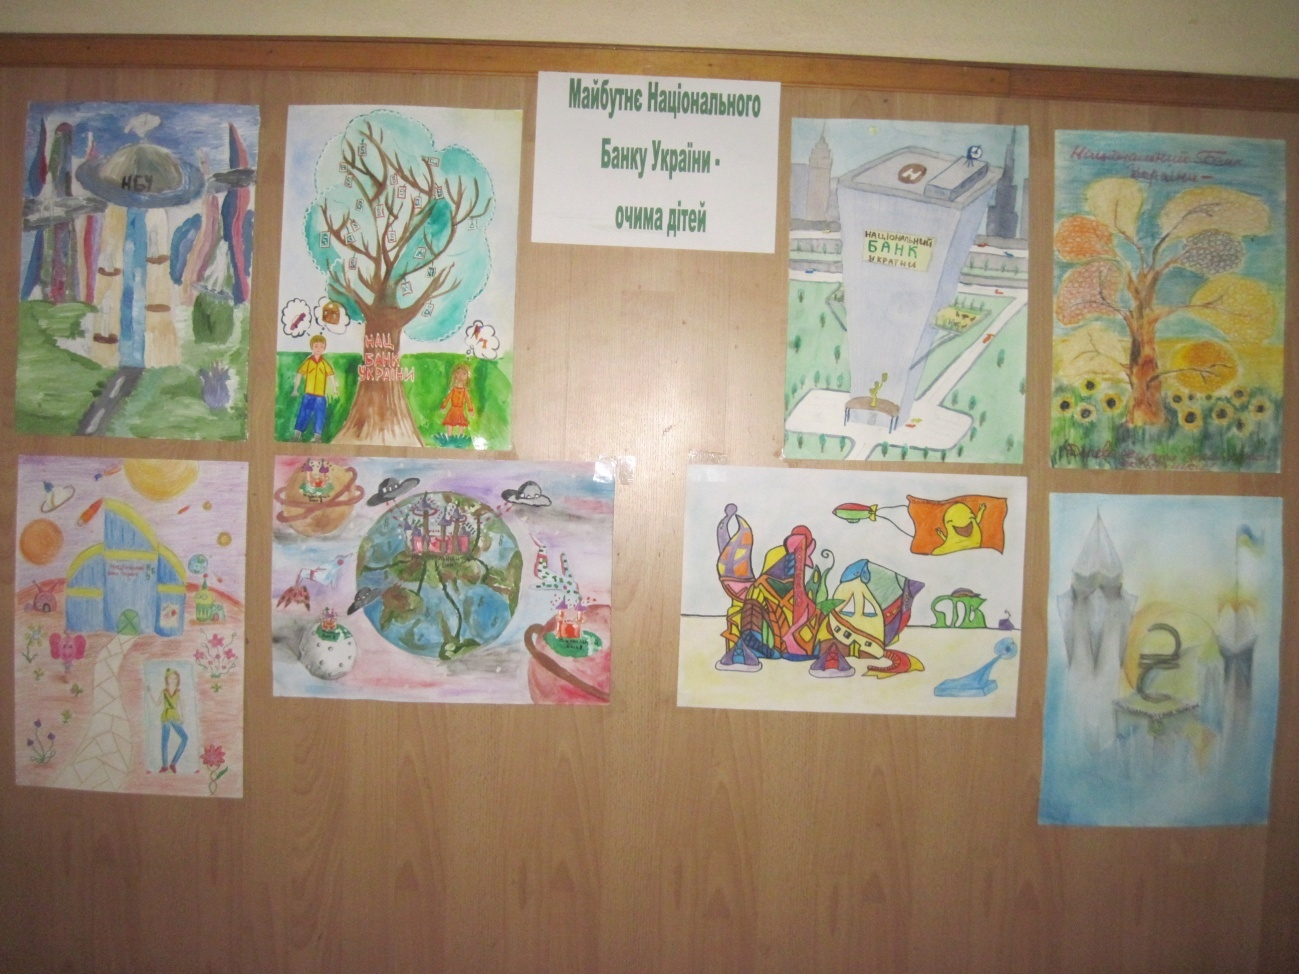 Майбутнє Національного
Банку України -
очима дітей
НБУ
НАЦ
БАНК
УКРАЇНИ
Н
НАЦІОНАЛЬНИЙ
БАНК
УКРАЇНИ
Національний Банк
України -